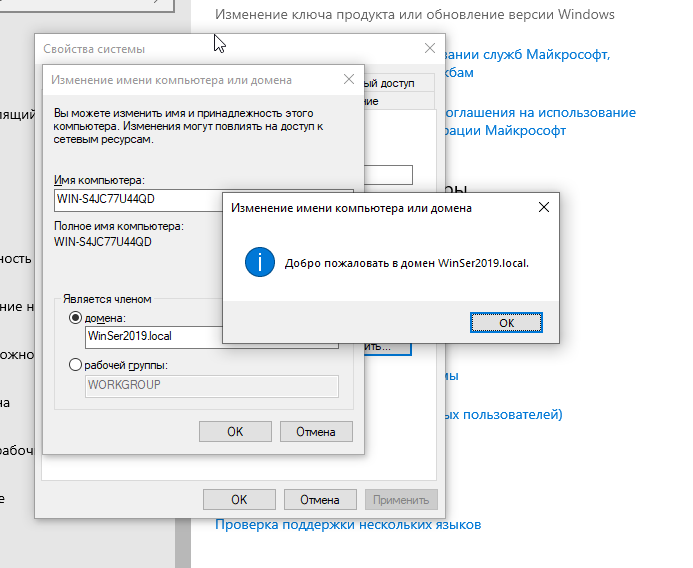 Изменение ключа продукта или обновление версии Windows
Свойства системы
вании служб Майкрософт,
жбам
Изменение имени компьютера или домена
ый доступ
ние
Вы можете изменить имя и принадлежность этого
компьютера. Изменения могут повлиять на доступ к
сетевым ресурсам.
лящий
оглашения на использование
рации Майкрософт
Имя компьютера:
WIN-S4JC77U44QD
Полное имя компьютера:
WIN-S4JC77U44QD
Изменение имени компьютера или домена
Добро пожаловать в домен WinSer2019.local.
OK
ность
Является членом
ние н
домена:
WinSer2019.local
ить...
ожно
рабочей группы:
WORKGROUP
мы
на
ых пользователей)
OK
Отмена
рабоч
е
OK
Отмена
Применить
Проверка поддержки нескольких языков